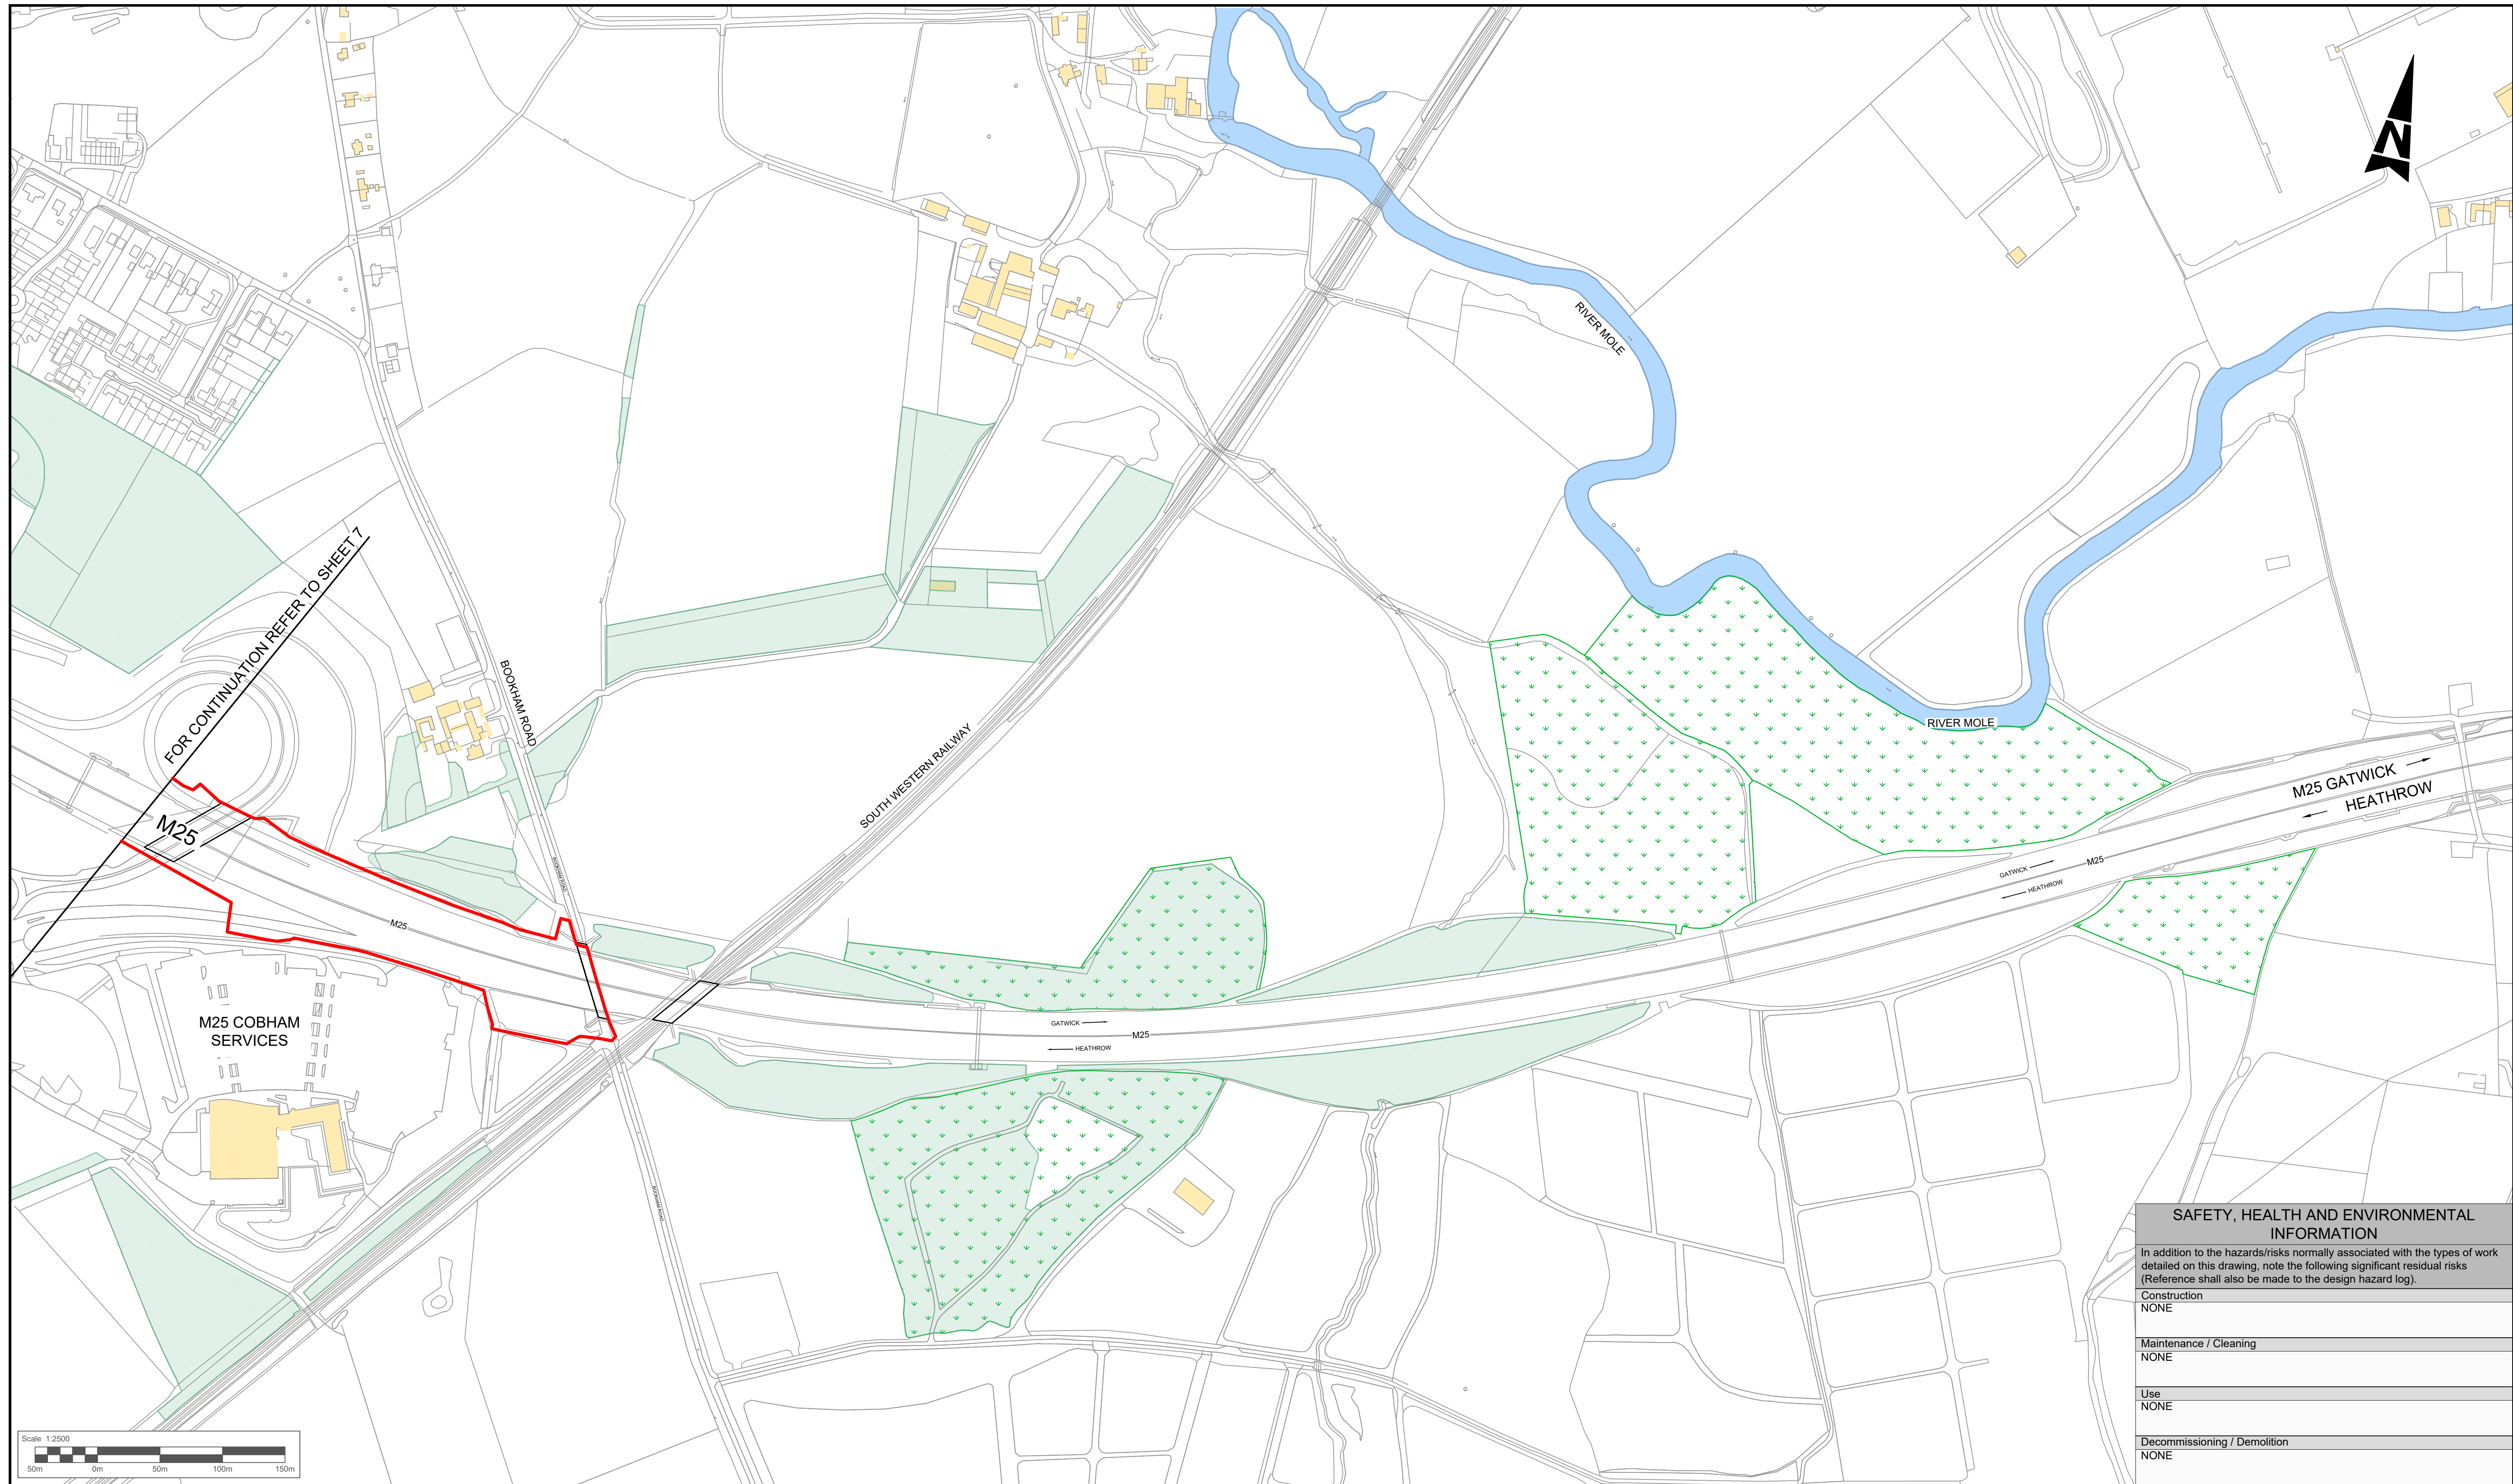 N
RIVER MOLE
FOR CONTINUATION REFER TO SHEET 7
BOOKHAM ROAD
SOUTH WESTERN RAILWAY
RIVER MOLE
M25 GATWICK
HEATHROW
M25
BOOKHAM ROAD
GATWICK
M25
HEATHROW
M25
M25 COBHAM
SERVICES
GATWICK
M25
HEATHROW
BOOKHAM ROAD
SAFETY, HEALTH AND ENVIRONMENTAL
INFORMATION
In addition to the hazards/risks normally associated with the types of work
detailed on this drawing, note the following significant residual risks
(Reference shall also be made to the design hazard log).
Construction
NONE
Maintenance / Cleaning
NONE
Use
NONE
Decommissioning / Demolition
NONE
Scale 1:2500
50m 0m 50m 100m 150m